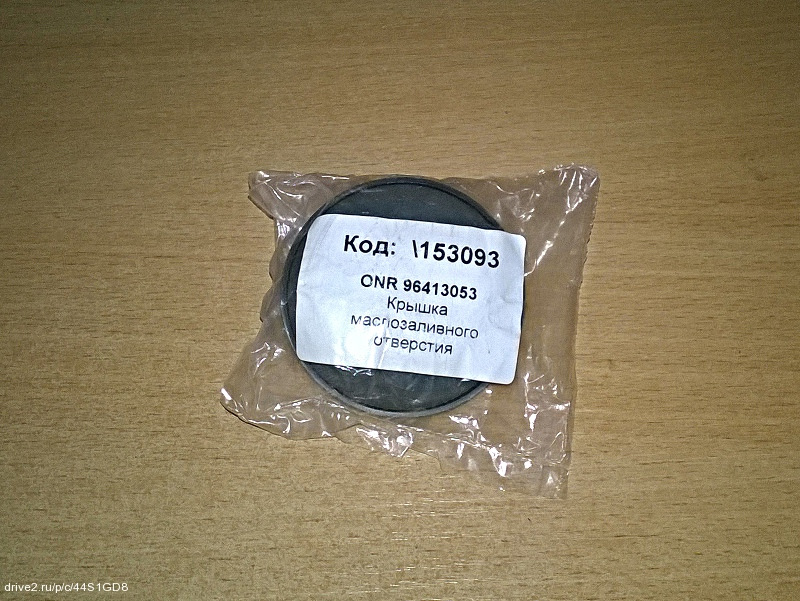 Код: \153093
ONR 96413053
Крышка
маслозаливного
отверстия
drive2.ru/p/c/44S1GD8